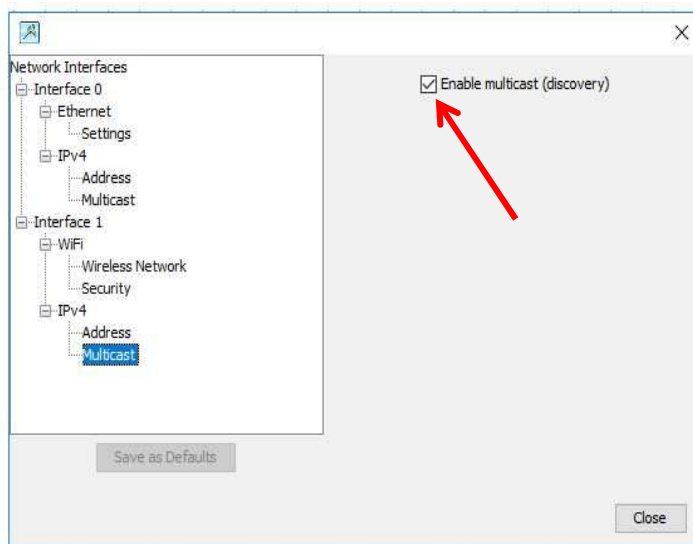 Network Interfaces
Interface 0
Ethernet
Settings
IPv4
Address
Multicast
Interface 1
WiFi
Wireless Network
Security
IPv4
Address
Multicast
Enable multicast (discovery)
Save as Defaults
Close